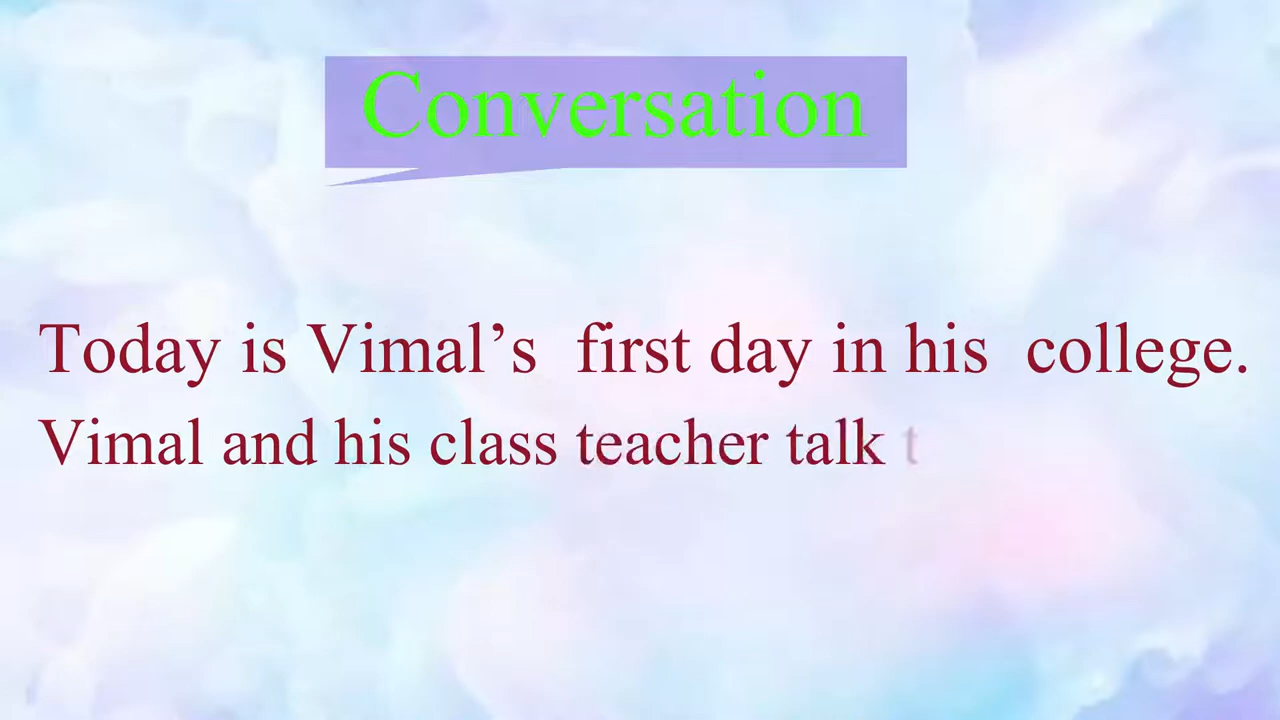 Conversation
Today is Vimal’s first day in his college.
Vimal and his class teacher talk t